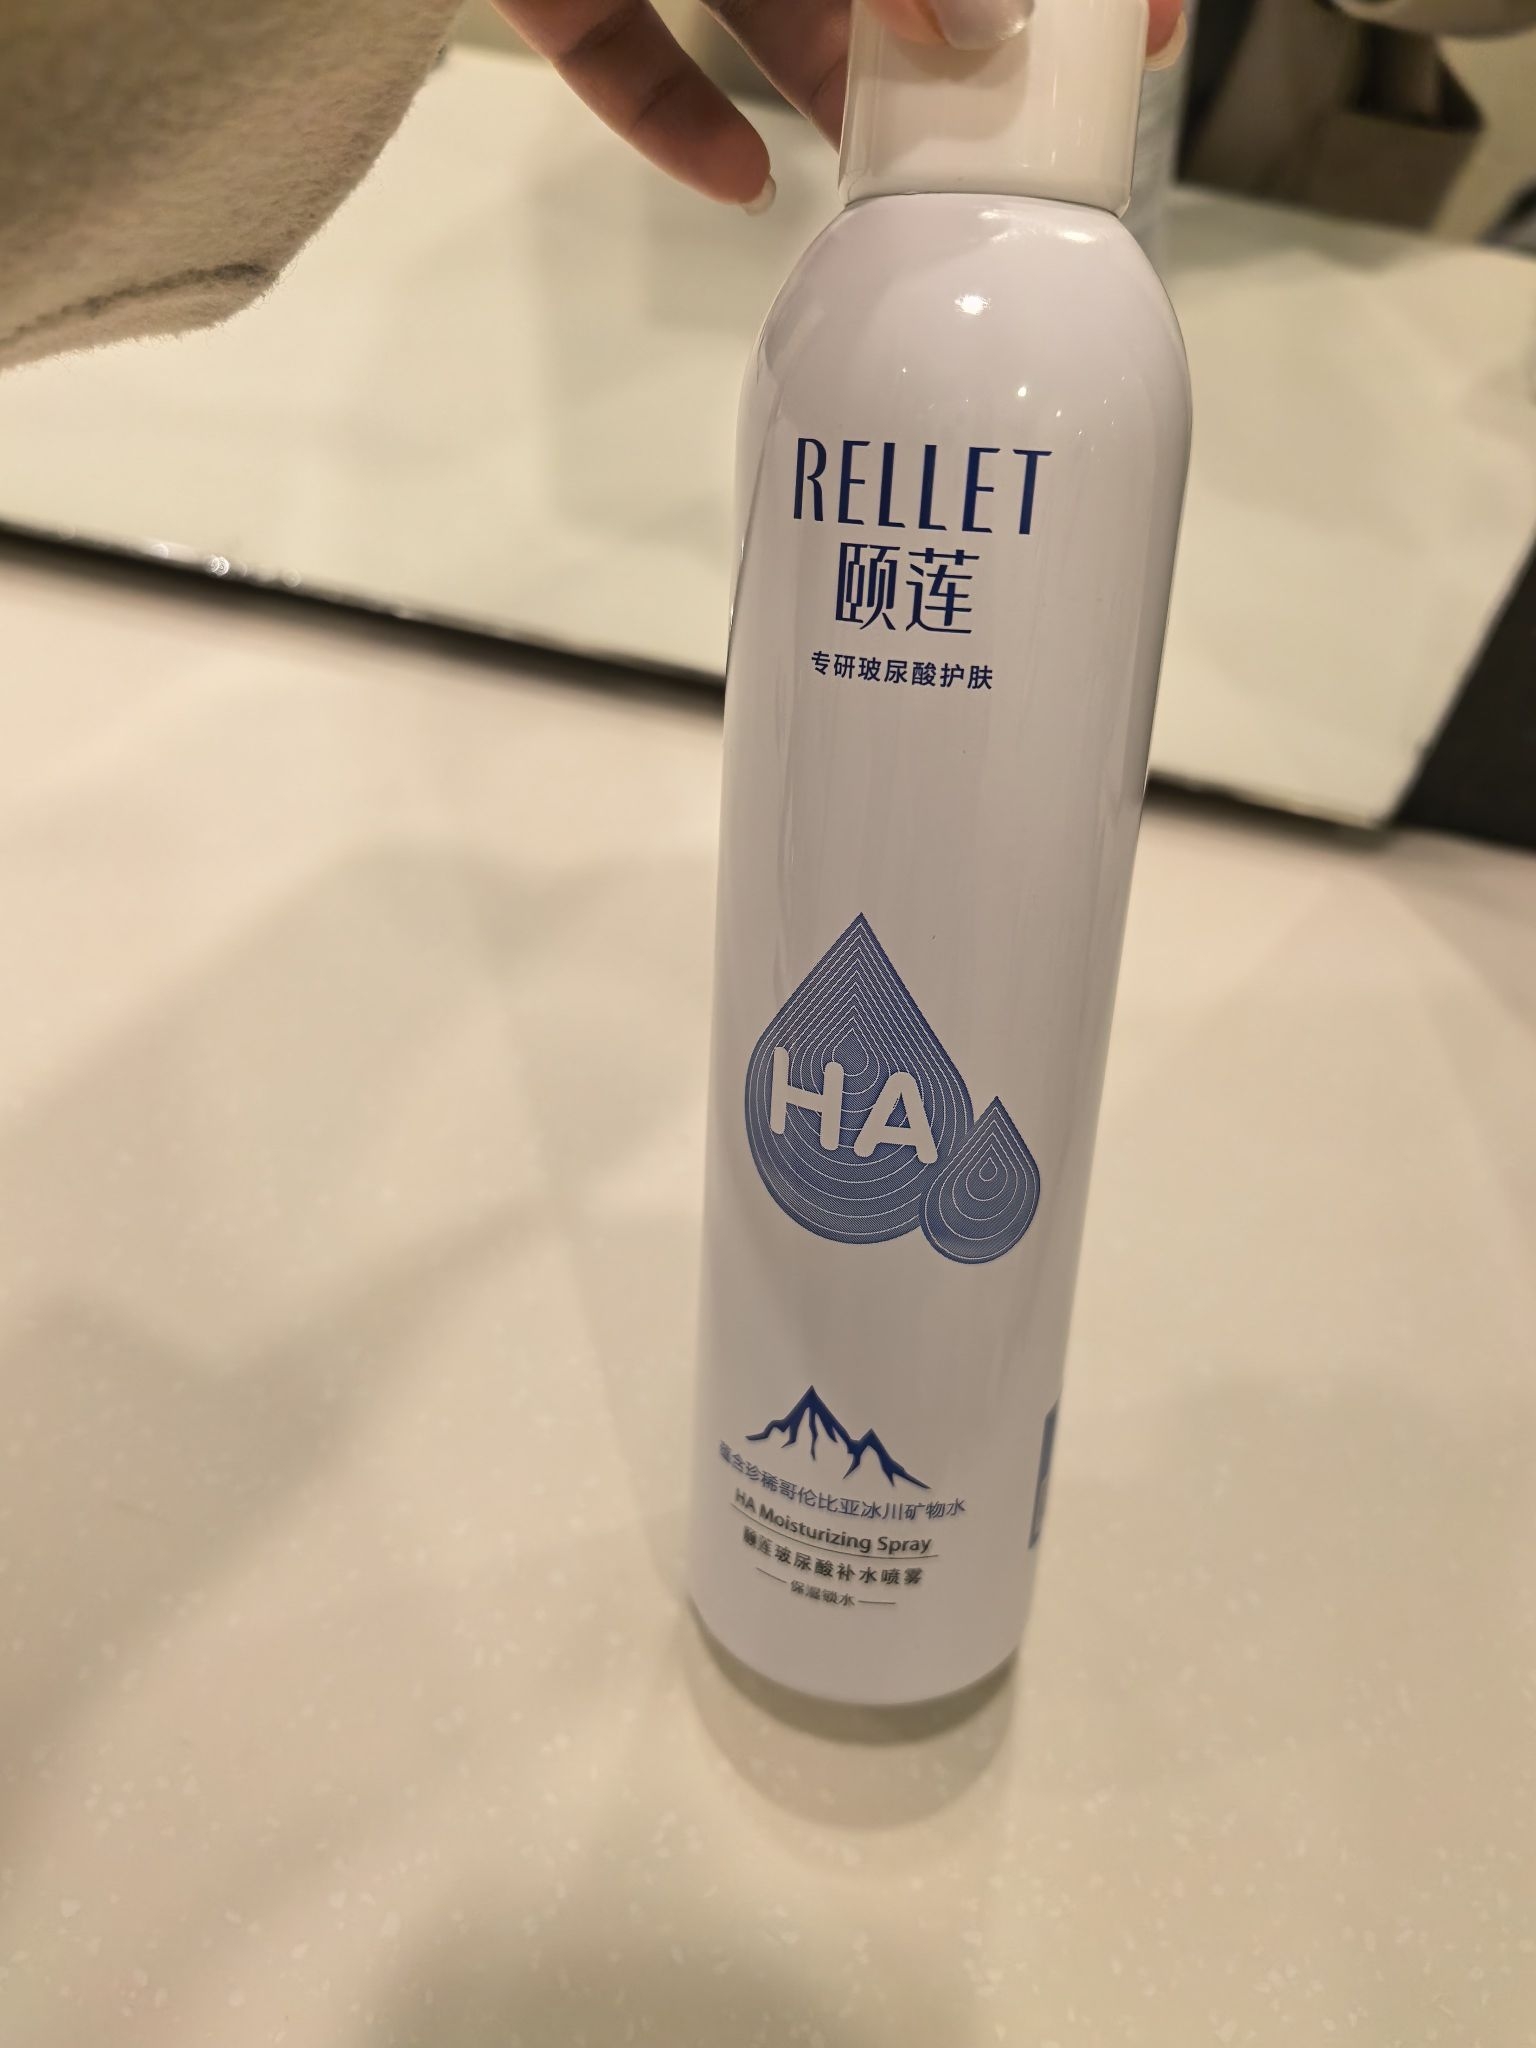 RELLET
颐莲
专研玻尿酸护肤
HA
蕴含珍稀哥伦比亚冰川矿物水
HA Moisturizing Spray
颐莲玻尿酸补水喷雾
保湿锁水